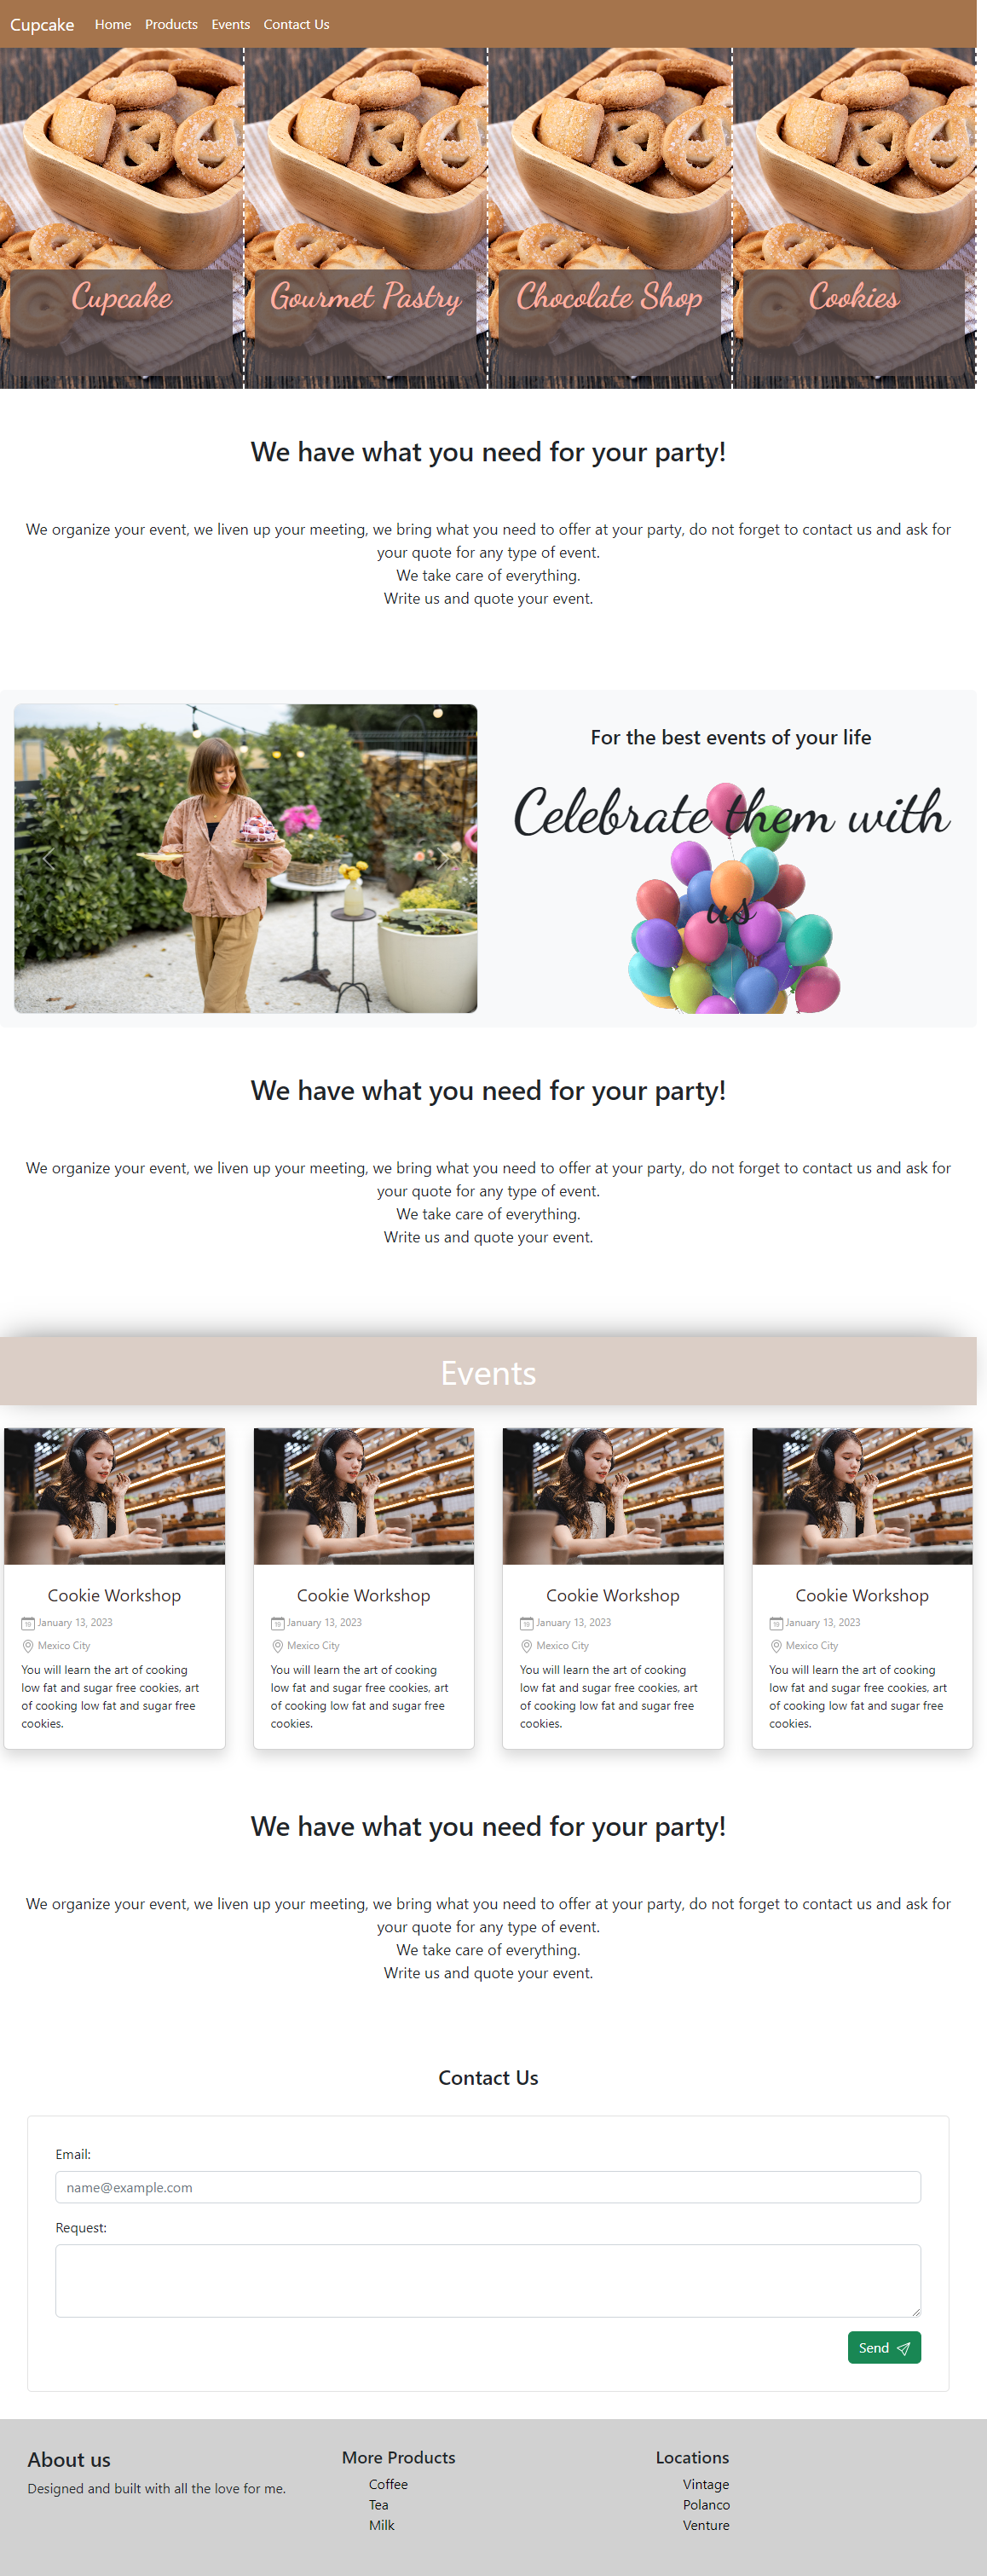 Cupcake Home Products Events Contact Us
Cupcake
Gourmet Pastry
Chocolate Shop
Cookies
We have what you need for your party!
We organize your event, we liven up your meeting, we bring what you need to offer at your party, do not forget to contact us and ask for
your quote for any type of event.
We take care of everything.
Write us and quote your event.
For the best events of your life
Celebrate them with
us
We have what you need for your party!
We organize your event, we liven up your meeting, we bring what you need to offer at your party, do not forget to contact us and ask for
your quote for any type of event.
We take care of everything.
Write us and quote your event.
Events
Cookie Workshop
January 13, 2023
Mexico City
You will learn the art of cooking
low fat and sugar free cookies, art
of cooking low fat and sugar free
cookies.
Cookie Workshop
January 13, 2023
Mexico City
You will learn the art of cooking
low fat and sugar free cookies, art
of cooking low fat and sugar free
cookies.
Cookie Workshop
January 13, 2023
Mexico City
You will learn the art of cooking
low fat and sugar free cookies, art
of cooking low fat and sugar free
cookies.
Cookie Workshop
January 13, 2023
Mexico City
You will learn the art of cooking
low fat and sugar free cookies, art
of cooking low fat and sugar free
cookies.
We have what you need for your party!
We organize your event, we liven up your meeting, we bring what you need to offer at your party, do not forget to contact us and ask for
your quote for any type of event.
We take care of everything.
Write us and quote your event.
Contact Us
Email:
name@example.com
Request:
Send
About us
Designed and built with all the love for me.
More Products
Coffee
Tea
Milk
Locations
Vintage
Polanco
Venture